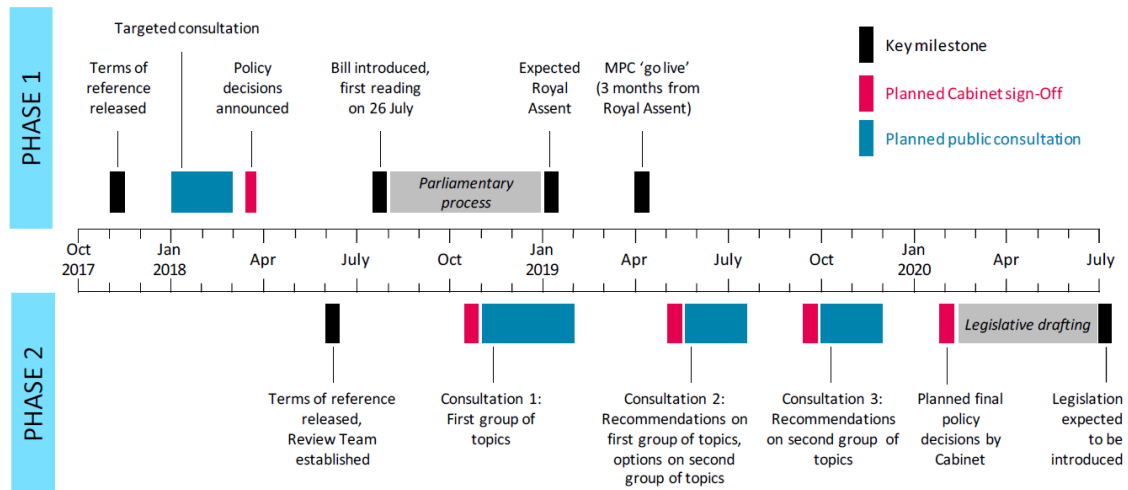 PHASE 1
Targeted consultation
Terms of
reference
released
Policy
decisions
announced
Bill introduced,
first reading
on 26 July
Expected
Royal
Assent
MPC ‘go live’
(3 months from
Royal Assent)
Key milestone
Planned Cabinet sign-Off
Planned public consultation
Parliamentary
process
Oct
2017
Jan
2018
Apr
July
Oct
Jan
2019
Apr
July
Oct
Jan
2020
Apr
July
PHASE 2
Legislative drafting
Terms of reference
released,
Review Team
established
Consultation 1:
First group of
topics
Consultation 2:
Recommendations on
first group of topics,
options on second
group of topics
Consultation 3:
Recommendations
on second group of
topics
Planned final
policy
decisions by
Cabinet
Legislation
expected
to be
introduced